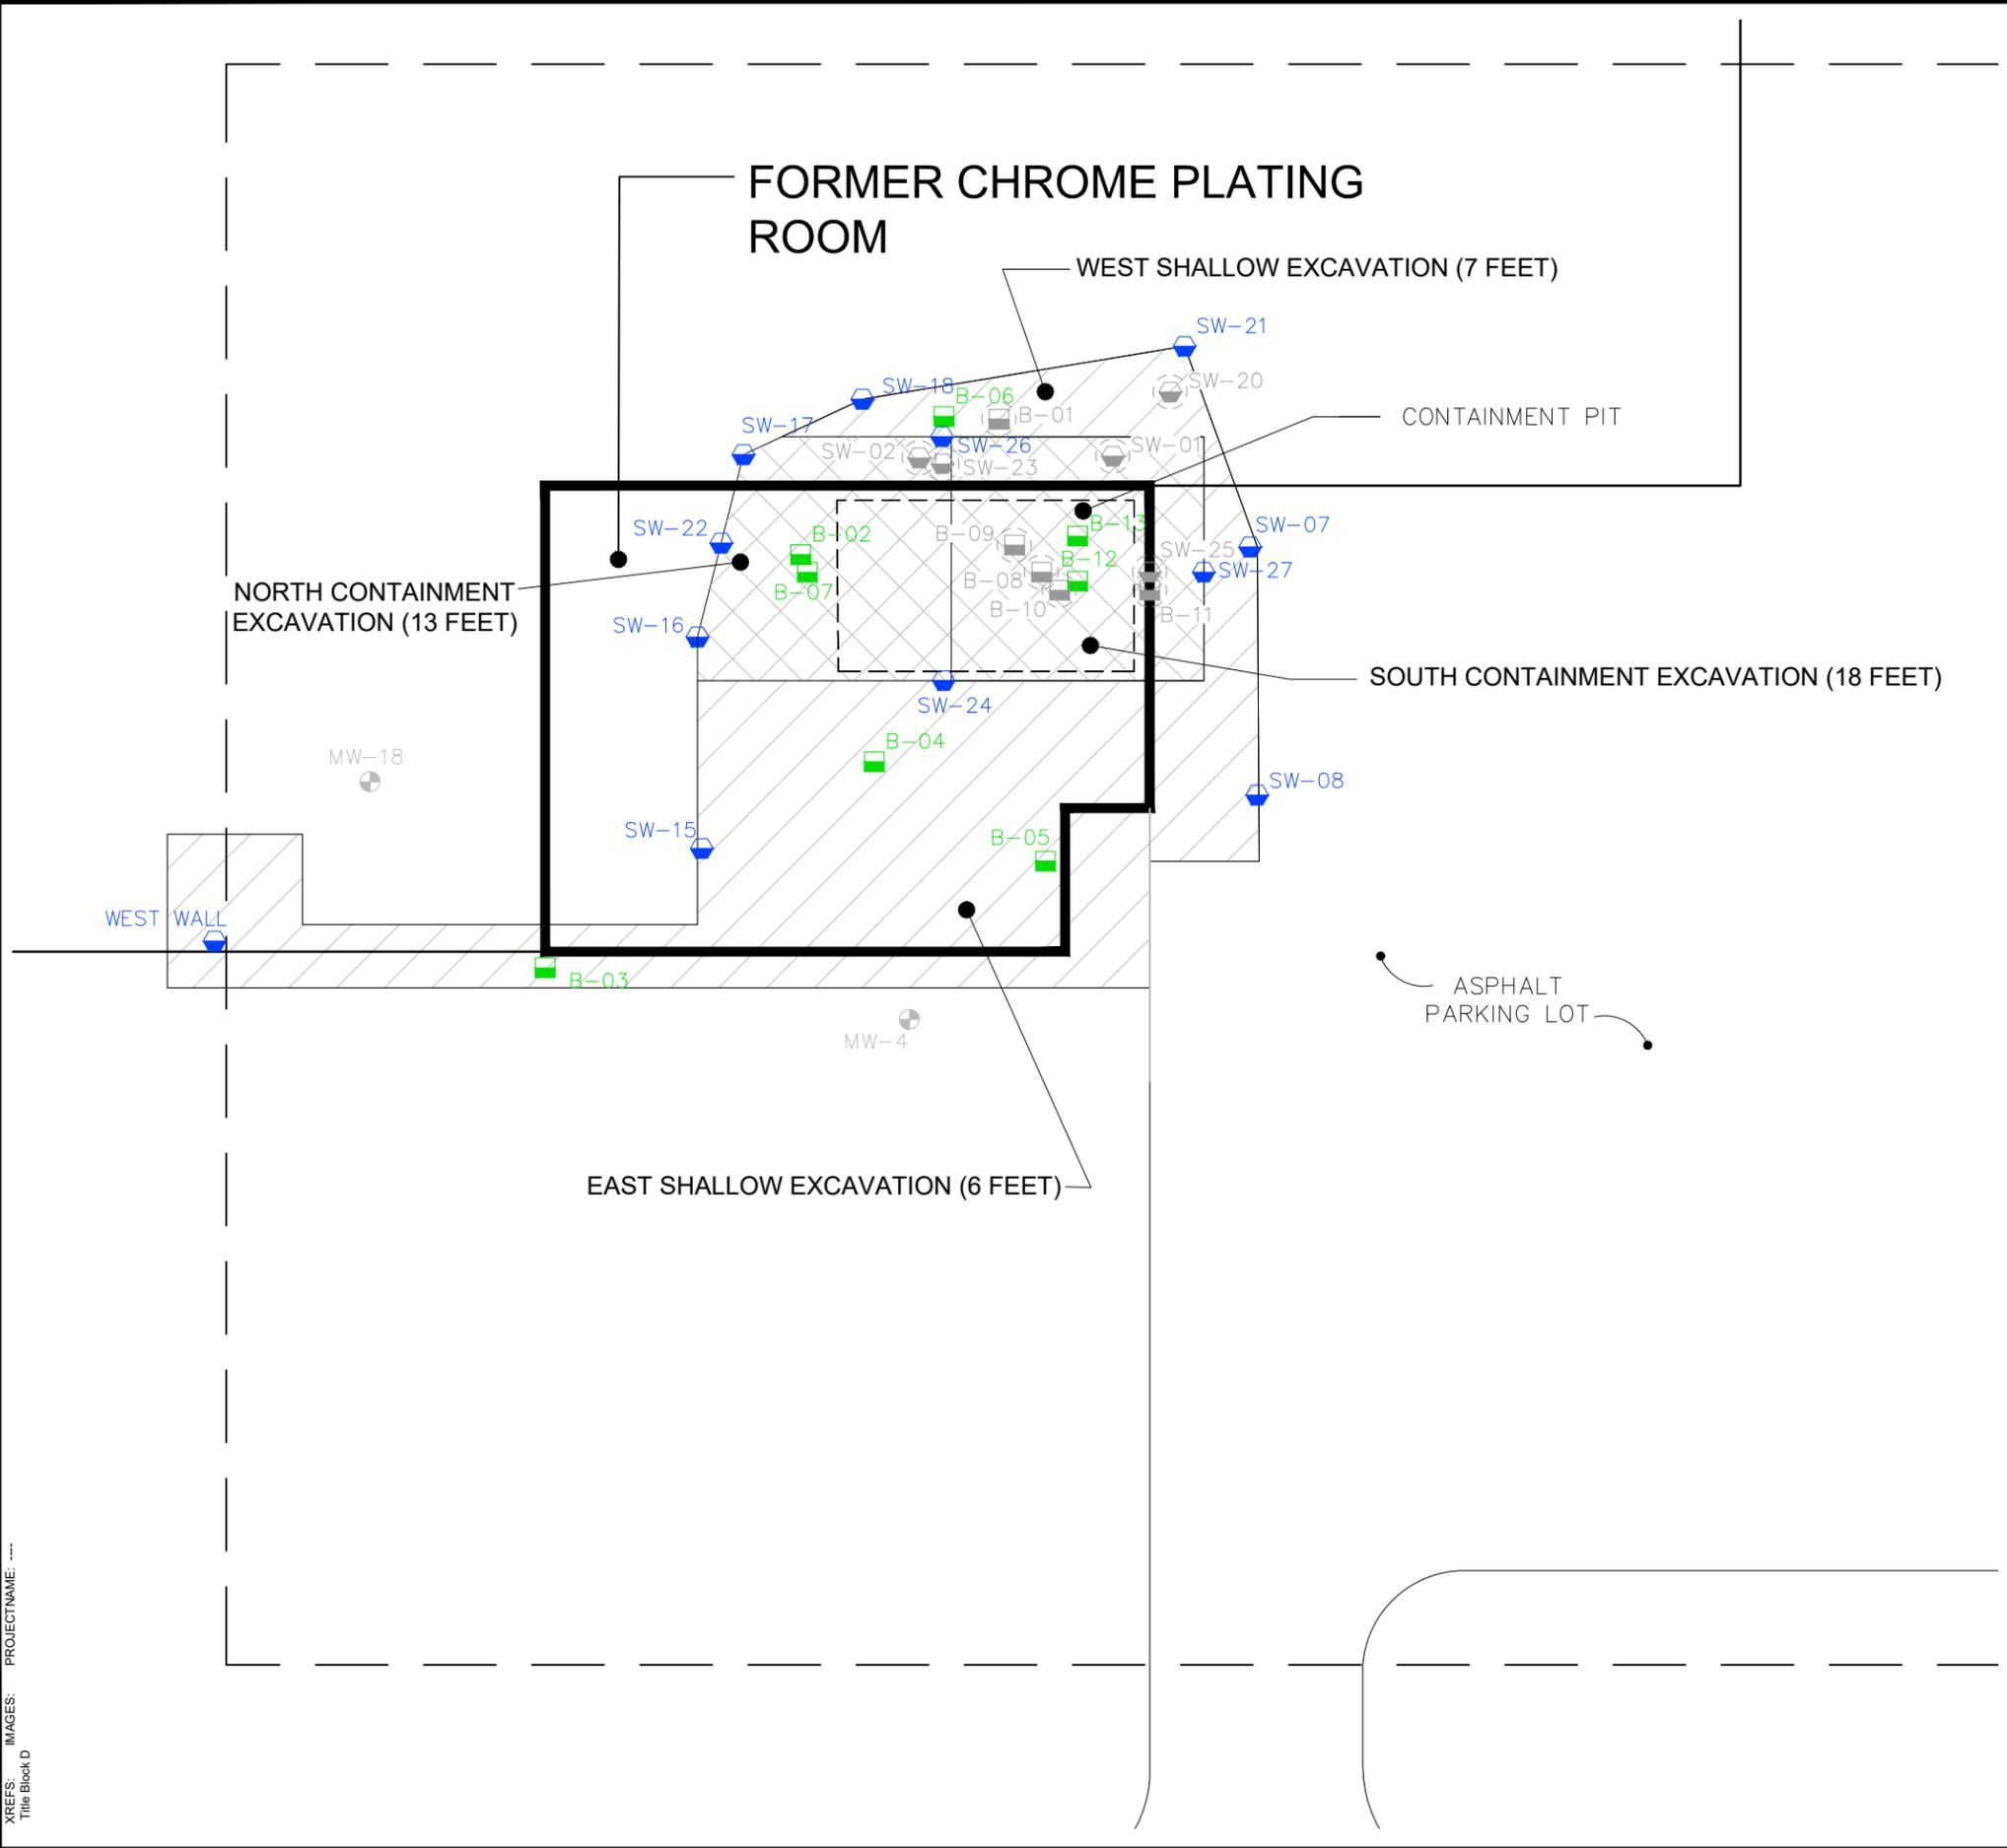 FORMER CHROME PLATING
ROOM
WEST SHALLOW EXCAVATION (7 FEET)
SW-21
SW-20
SW-18
B-06
B-01
CONTAINMENT PIT
SW-17
SW-02
SW-26
SW-23
SW-01
SW-22
B-02
B-09
B-13
SW-07
SW-25
B-12
SW-27
NORTH CONTAINMENT
EXCAVATION (13 FEET)
B-07
B-08
B-10
B-11
SW-16
SOUTH CONTAINMENT EXCAVATION (18 FEET)
SW-24
B-04
MW-18
SW-08
SW-15
B-05
WEST WALL
B-03
ASPHALT
PARKING LOT
MW-4
EAST SHALLOW EXCAVATION (6 FEET)
XREFS: IMAGES: PROJECTNAME: ----
Title Block D